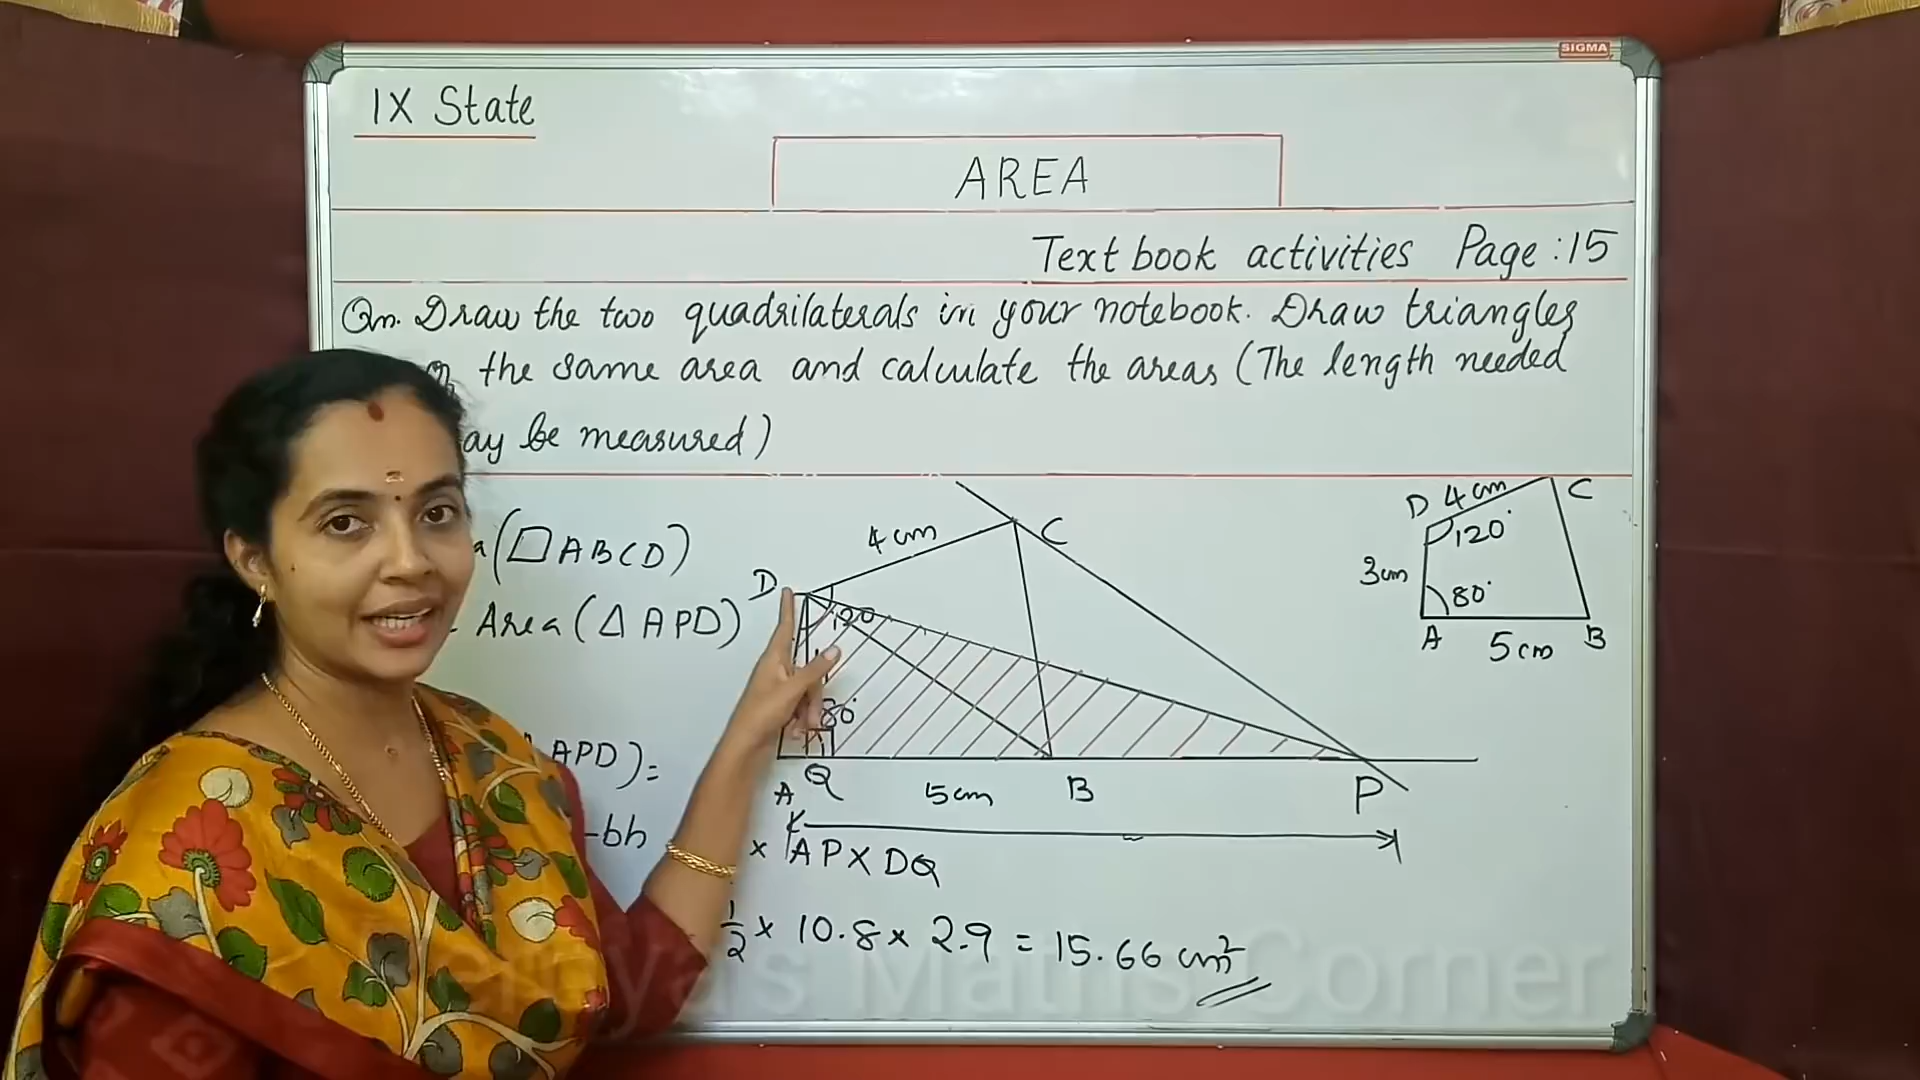 SIGMA
IX State
AREA
Text book activities Page : 15
Qn. Draw the two quadrilaterals in your notebook. Draw triangles
of the same area and calculate the areas (The length needed
ay be measured)
a (□ABCD)
Area (△ APD)
APD) =
bh
× AP × DQ
1/2 × 10.8 × 2.9 = 15.66 cm²
D
4 cm
C
120
80°
A
Q
5 cm
B
P
D
4 cm
C
120°
3cm
80°
A
5 cm
B
Maths Corner